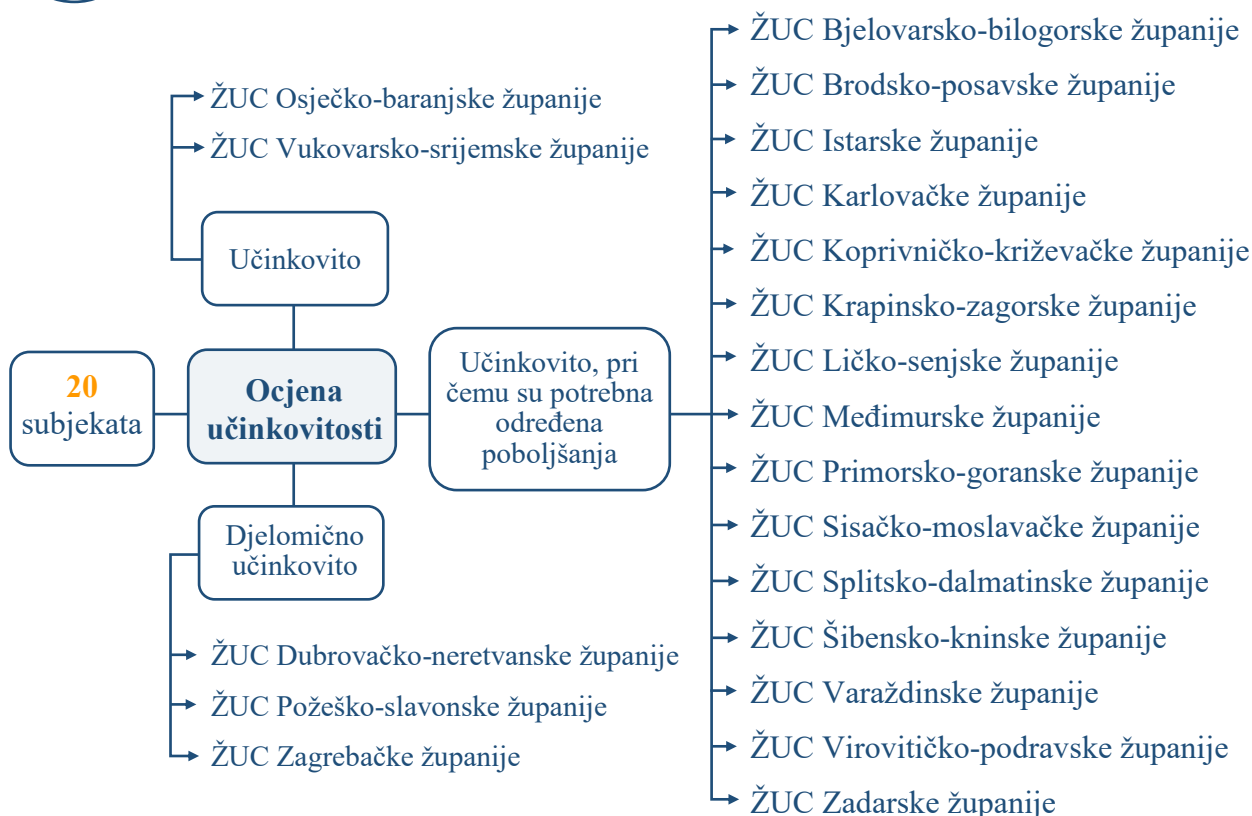 ŽUC Osječko-baranjske županije
ŽUC Vukovarsko-srijemske županije
Učinkovito
20
subjekata
Ocjena
učinkovitosti
Učinkovito, pri
čemu su potrebna
određena
poboljšanja
Djelomično
učinkovito
ŽUC Dubrovačko-neretvanske županije
ŽUC Požeško-slavonske županije
ŽUC Zagrebačke županije
ŽUC Bjelovarsko-bilogorske županije
ŽUC Brodsko-posavske županije
ŽUC Istarske županije
ŽUC Karlovačke županije
ŽUC Koprivničko-križevačke županije
ŽUC Krapinsko-zagorske županije
ŽUC Ličko-senjske županije
ŽUC Međimurske županije
ŽUC Primorsko-goranske županije
ŽUC Sisačko-moslavačke županije
ŽUC Splitsko-dalmatinske županije
ŽUC Šibensko-kninske županije
ŽUC Varaždinske županije
ŽUC Virovitičko-podravske županije
ŽUC Zadarske županije